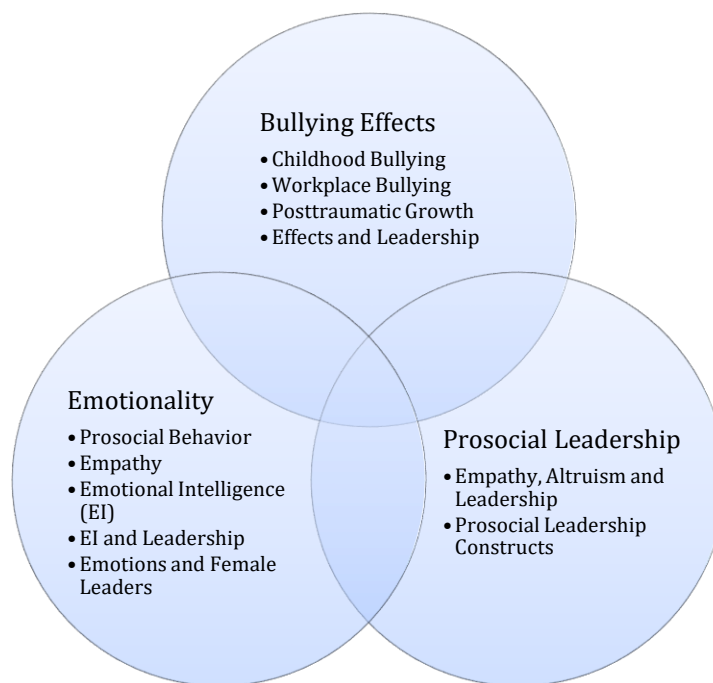 Bullying Effects
• Childhood Bullying
• Workplace Bullying
• Posttraumatic Growth
• Effects and Leadership
Emotionality
• Prosocial Behavior
• Empathy
• Emotional Intelligence
(EI)
• EI and Leadership
• Emotions and Female
Leaders
Prosocial Leadership
• Empathy, Altruism and
Leadership
• Prosocial Leadership
Constructs